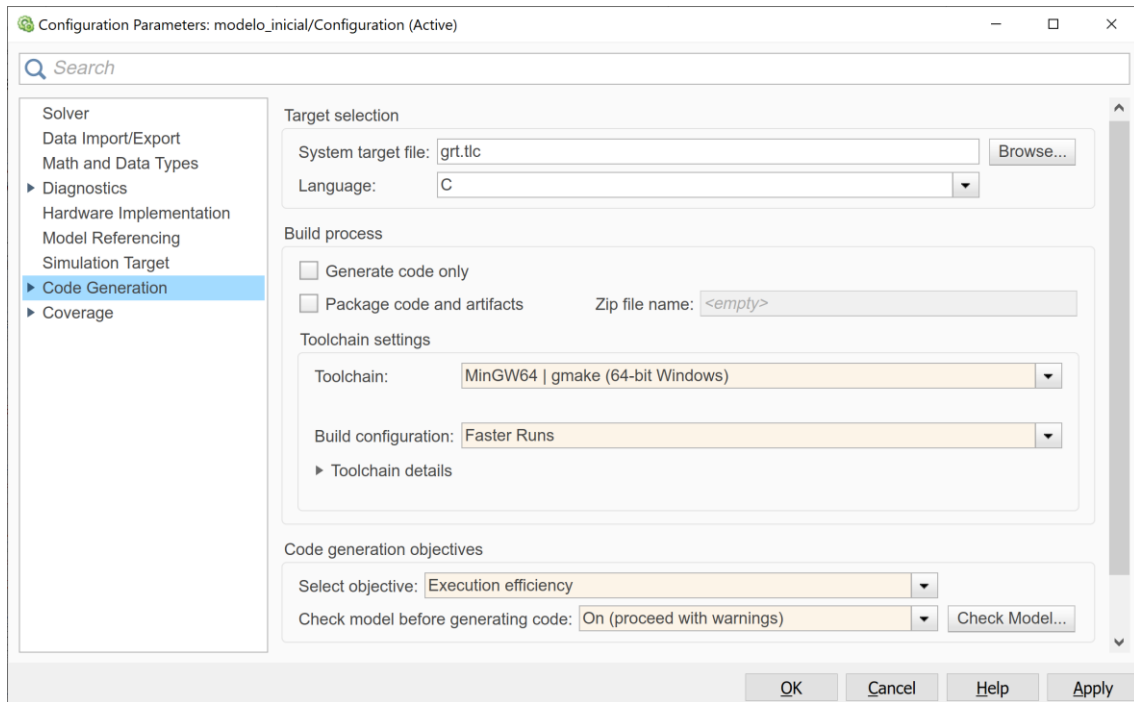 Configuration Parameters: modelo_inicial/Configuration (Active)
Search
Solver
Data Import/Export
Math and Data Types
Diagnostics
Hardware Implementation
Model Referencing
Simulation Target
Code Generation
Coverage
Target selection
System target file: grt.tlc Browse...
Language: C
Build process
Generate code only
Package code and artifacts Zip file name: <empty>
Toolchain settings
Toolchain: MinGW64 | gmake (64-bit Windows)
Build configuration: Faster Runs
Toolchain details
Code generation objectives
Select objective: Execution efficiency
Check model before generating code: On (proceed with warnings) Check Model...
OK Cancel Help Apply